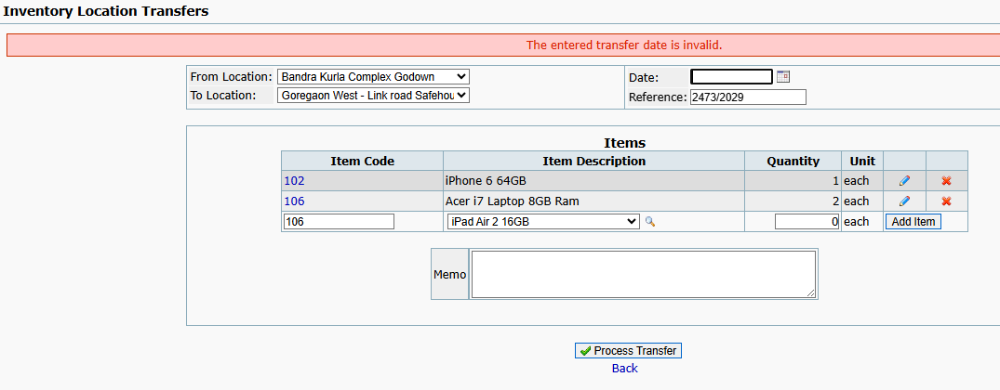 Inventory Location Transfers
The entered transfer date is invalid.
From Location: Bandra Kurla Complex Godown
Date:
To Location: Goregaon West - Link road Safehou
Reference: 2473/2029
Items
Item Code Item Description Quantity Unit
102 iPhone 6 64GB 1 each
106 Acer i7 Laptop 8GB Ram 2 each
106 iPad Air 2 16GB 0 each Add Item
Memo
Process Transfer
Back